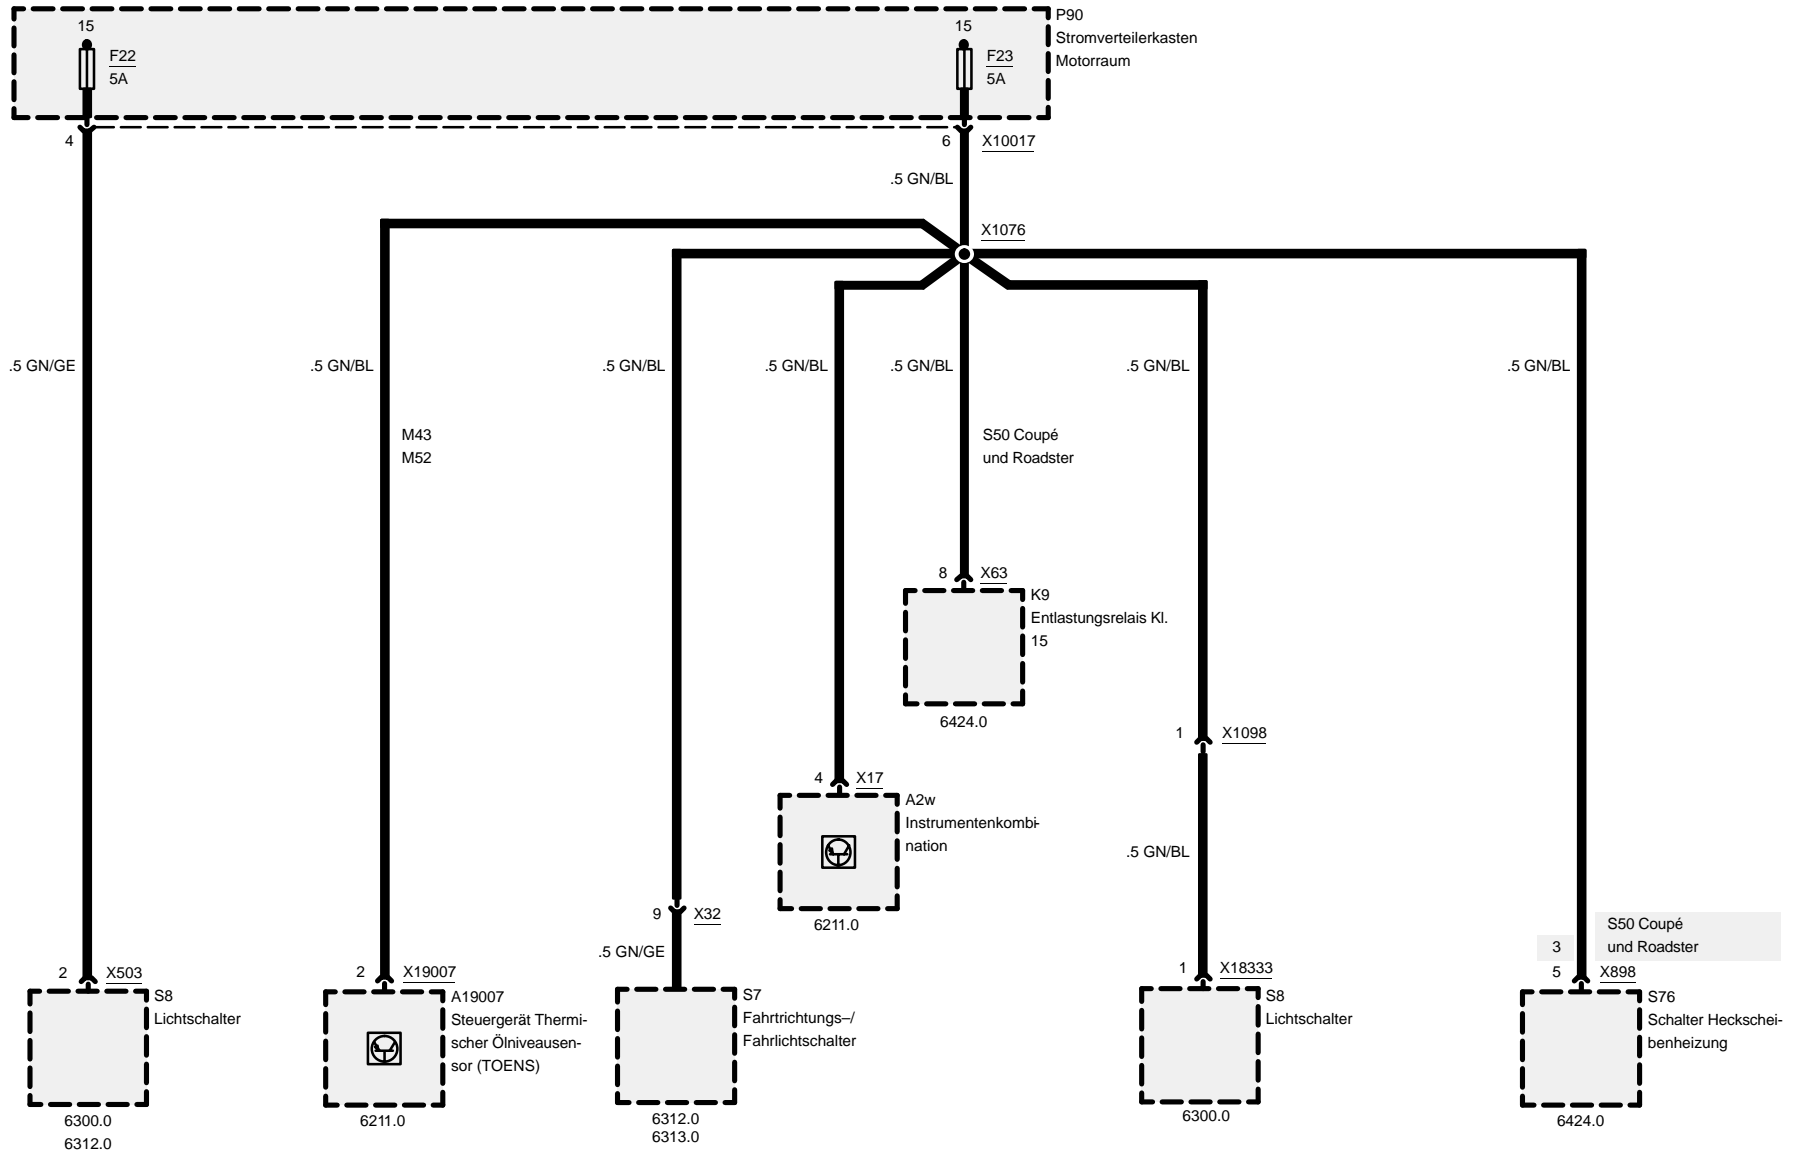 15
F22
5A
15
F23
5A
P90
Stromverteilerkasten
Motorraum
4
6
X10017
.5 GN/BL
X1076
.5 GN/GE
.5 GN/BL
.5 GN/BL
.5 GN/BL
.5 GN/BL
.5 GN/BL
.5 GN/BL
M43
M52
S50 Coupé
und Roadster
8
X63
K9
Entlastungsrelais Kl.
15
6424.0
1
X1098
4
X17
A2w
Instrumentenkombi-
nation
6211.0
.5 GN/BL
9
X32
.5 GN/GE
S50 Coupé
und Roadster
3
2
X503
S8
Lichtschalter
6300.0
6312.0
2
X19007
A19007
Steuergerät Thermi-
scher Ölniveausen-
sor (TOENS)
6211.0
S7
Fahrtrichtungs–/
Fahrlichtschalter
6312.0
6313.0
1
X18333
S8
Lichtschalter
6300.0
5
X898
S76
Schalter Heckschei-
benheizung
6424.0